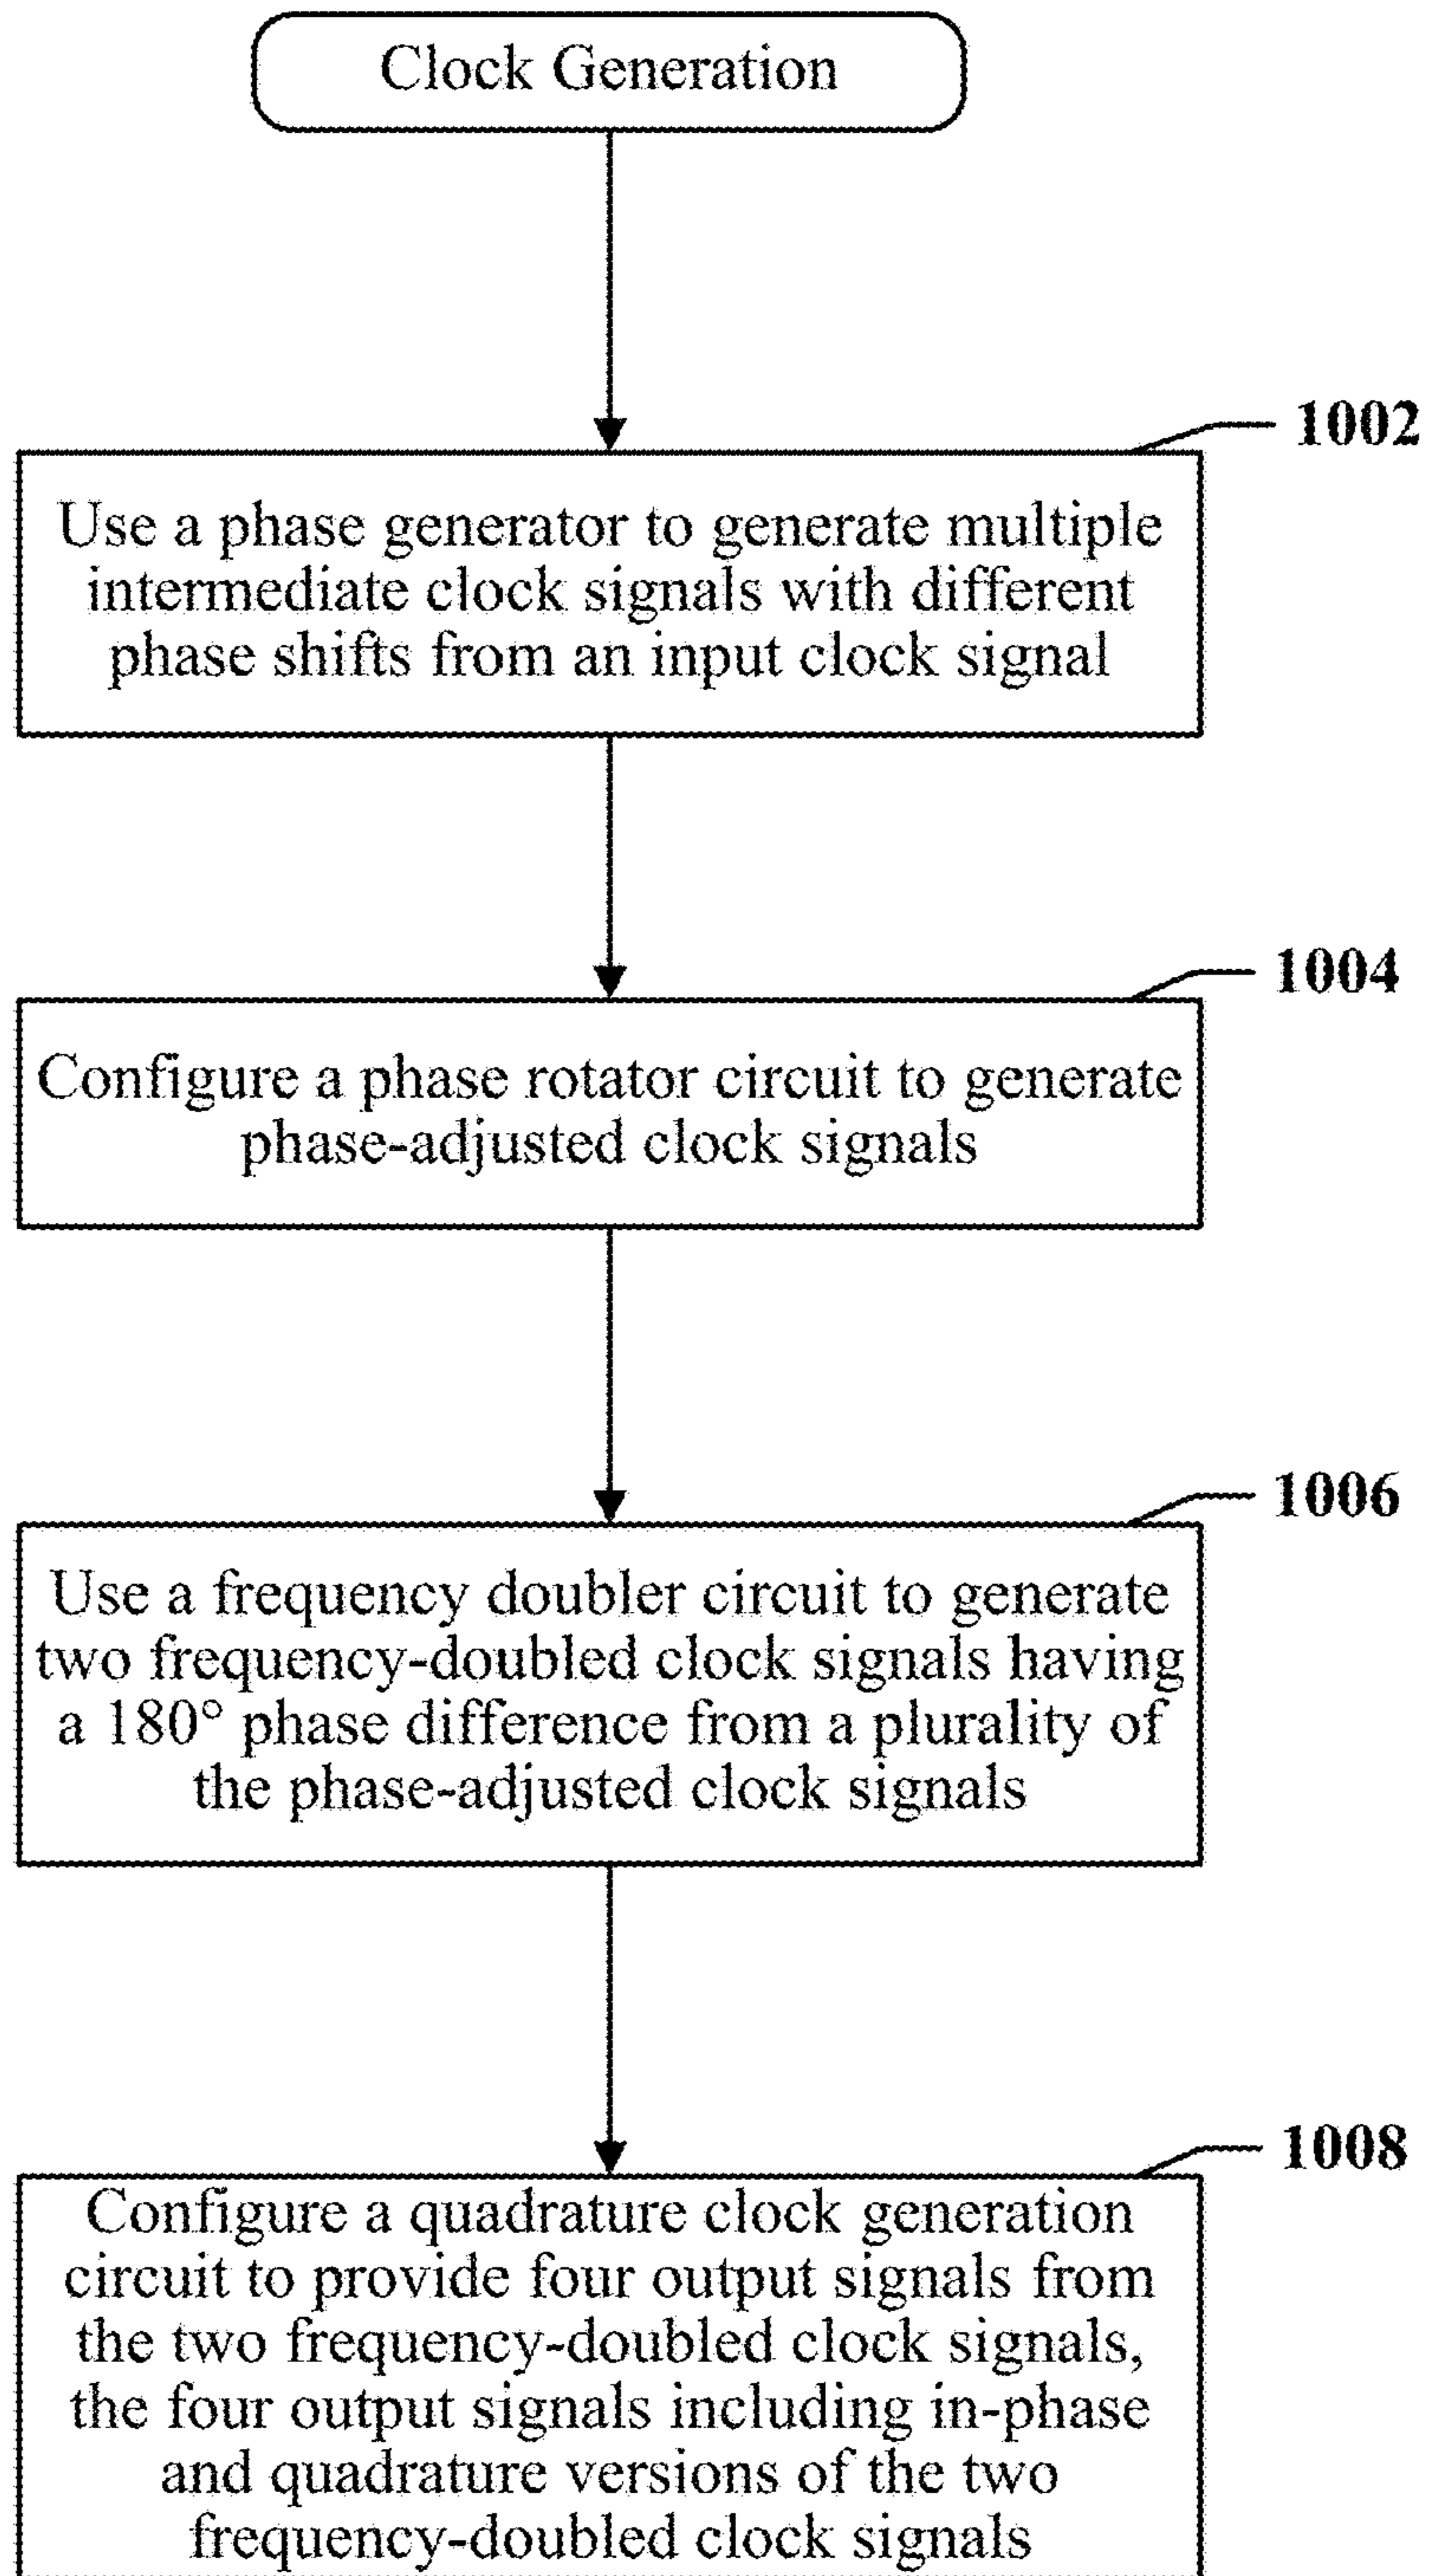 Clock Generation
1002
Use a phase generator to generate multiple
intermediate clock signals with different
phase shifts from an input clock signal
1004
Configure a phase rotator circuit to generate
phase-adjusted clock signals
1006
Use a frequency doubler circuit to generate
two frequency-doubled clock signals having
a 180° phase difference from a plurality of
the phase-adjusted clock signals
1008
Configure a quadrature clock generation
circuit to provide four output signals from
the two frequency-doubled clock signals,
the four output signals including in-phase
and quadrature versions of the two
frequency-doubled clock signals